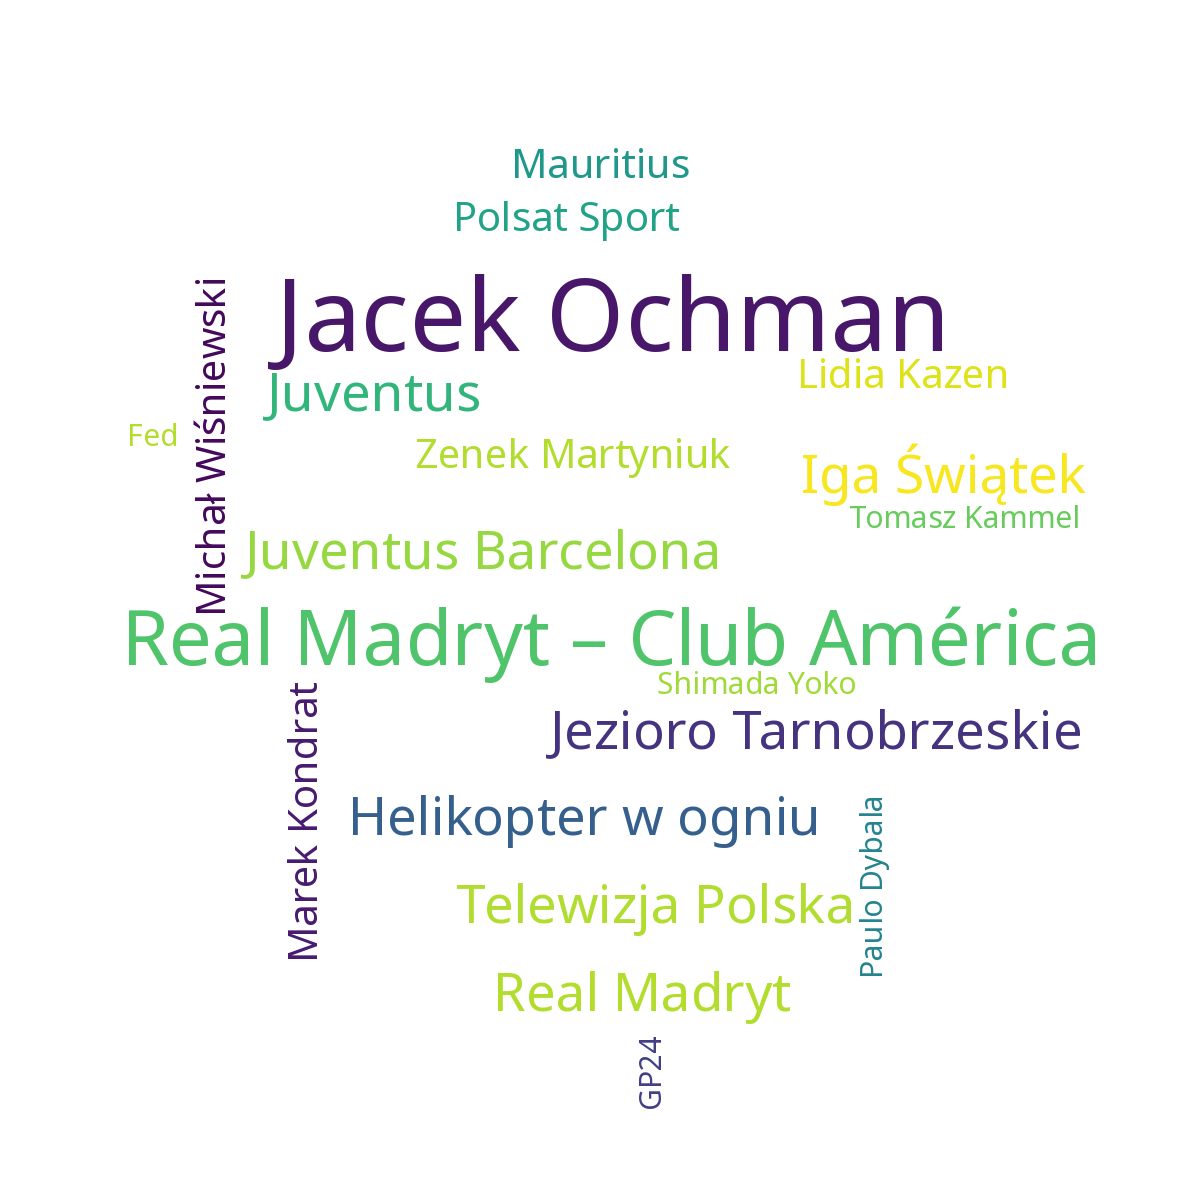 Mauritius
Polsat Sport
Jacek Ochman
Michał Wiśniewski
Lidia Kazen
Juventus
Fed
Zenek Martyniuk
Iga Świątek
Tomasz Kammel
Juventus Barcelona
Real Madryt – Club América
Shimada Yoko
Marek Kondrat
Jezioro Tarnobrzeskie
Helikopter w ogniu
Paulo Dybala
Telewizja Polska
Real Madryt
GP24